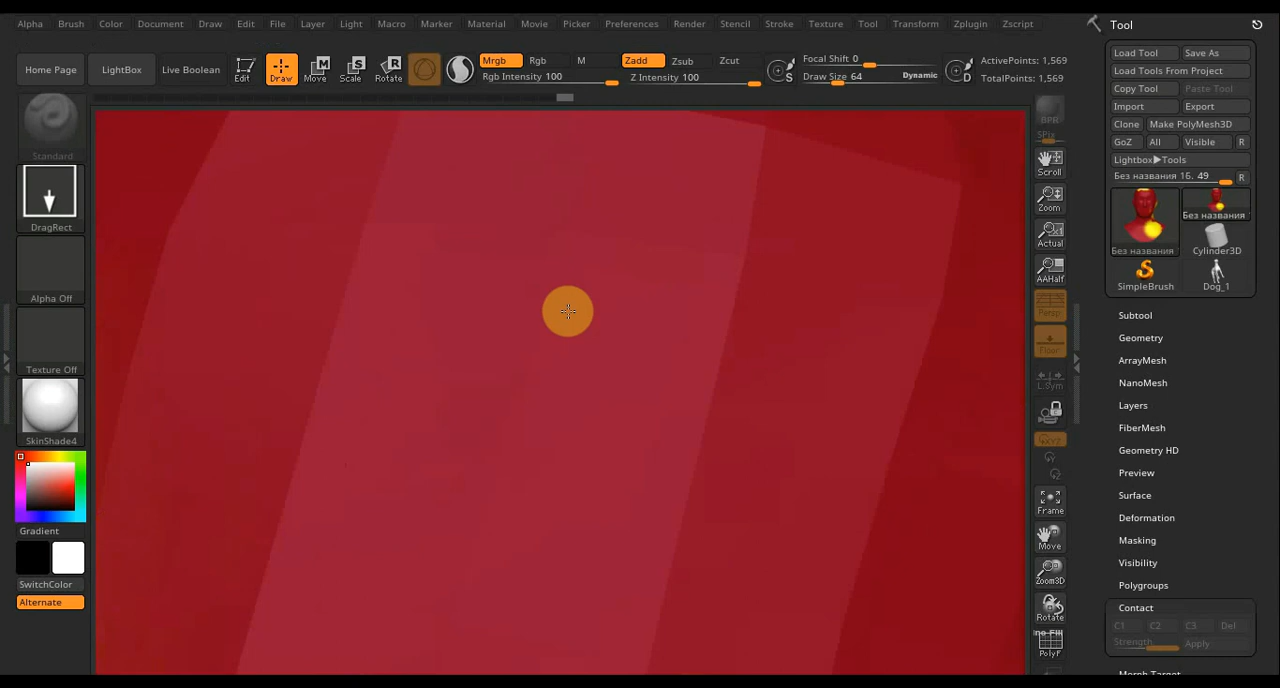 Alpha Brush Color Document Draw Edit File Layer Light Macro Marker Material Movie Picker Preferences Render Stencil Stroke Texture Tool Transform Zplugin Zscript
Tool
Home Page
LightBox
Live Boolean
Edit
Draw
Move
Scale
Rotate
Mrgb Rgb M
Rgb Intensity 100
Zadd Zsub Zcut
Z Intensity 100
S
Focal Shift 0
Draw Size 64 Dynamic
D
ActivePoints: 1,569
TotalPoints: 1,569
Standard
DragRect
Alpha Off
Texture Off
SkinShade4
Gradient
SwitchColor
Alternate
BPR
SPix
Scroll
Zoom
Actual
AAHalf
Persp
Floor
L.Sym
Frame
Move
Zoom3D
Rotate
PolyF
Load Tool Save As
Load Tools From Project
Copy Tool Paste Tool
Import Export
Clone Make PolyMesh3D
GoZ All Visible R
Lightbox▶Tools
Без названия 16. 49 R
Без названия
Без названия
Cylinder3D
SimpleBrush Dog_1
Subtool
Geometry
ArrayMesh
NanoMesh
Layers
FiberMesh
Geometry HD
Preview
Surface
Deformation
Masking
Visibility
Polygroups
Contact
C1 C2 C3 Del
Strength Apply
Morph Target